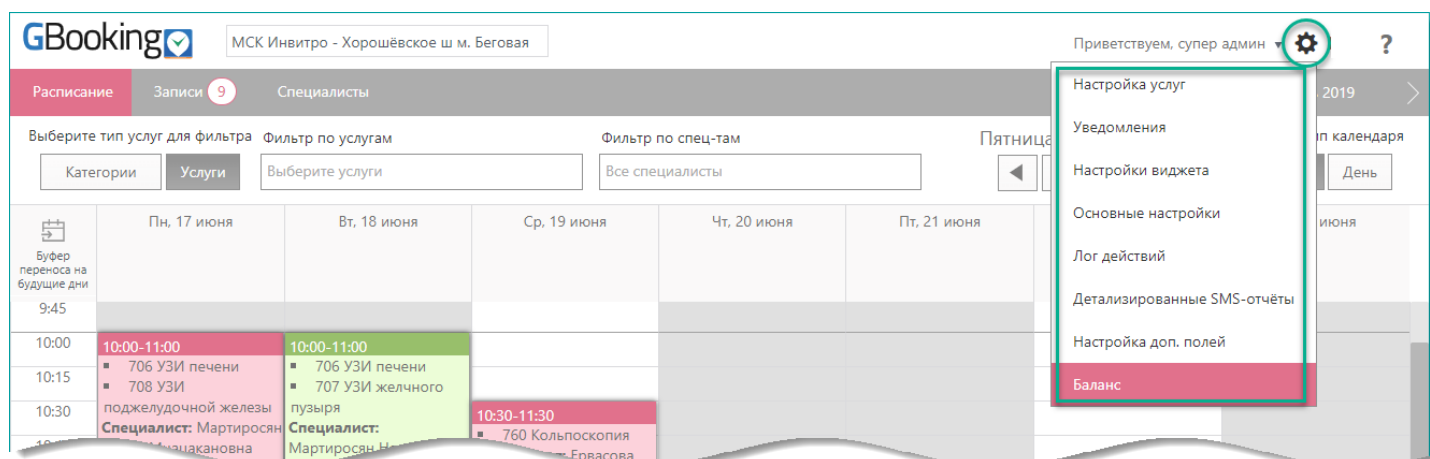 GBooking
МСК Инвитро - Хорошёвское ш м. Беговая
Приветствуем, супер админ
?
Расписание
Записи 9
Специалисты
2019
Настройка услуг
Уведомления
Настройки виджета
Основные настройки
Лог действий
Детализированные SMS-отчёты
Настройка доп. полей
Баланс
Выберите тип услуг для фильтра
Фильтр по услугам
Фильтр по спец-там
Пятница
календаря
Категории
Услуги
Выберите услуги
Все специалисты
День
Буфер
переноса на
будущие дни
Пн, 17 июня
Вт, 18 июня
Ср, 19 июня
Чт, 20 июня
Пт, 21 июня
июня
9:45
10:00
10:15
10:30
10:00-11:00
706 УЗИ печени
708 УЗИ
поджелудочной железы
Специалист: Мартиросян
10:00-11:00
706 УЗИ печени
707 УЗИ желчного
пузыря
Специалист:
Мартиросян
10:30-11:30
760 Кольпоскопия
Ервасова